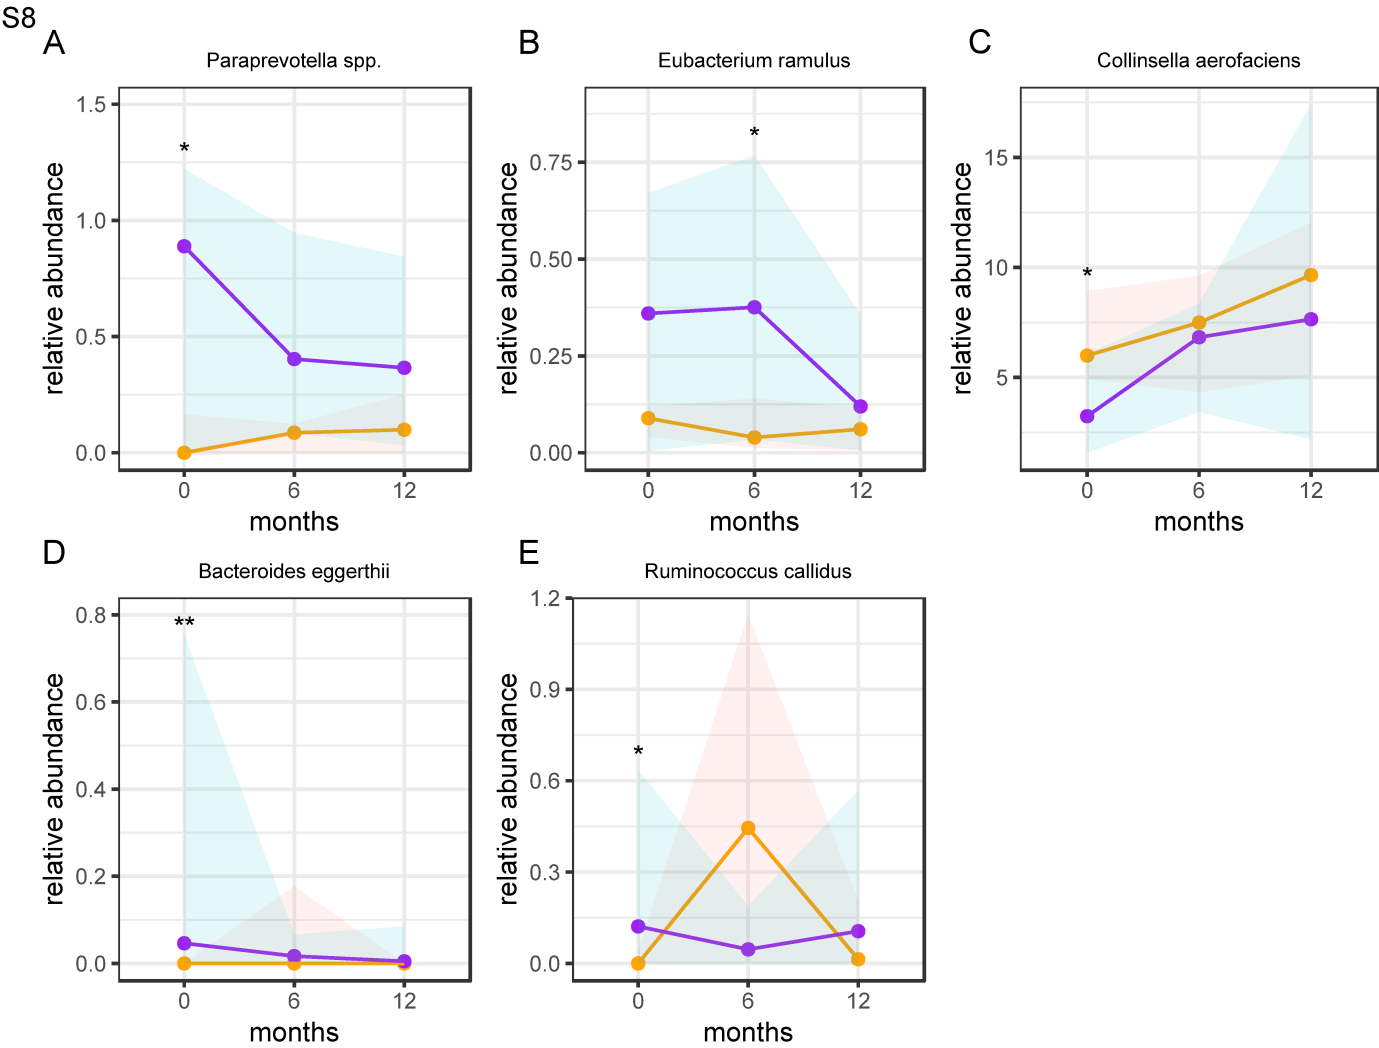 S8
A
Paraprevotella spp.
1.5
1.0
0.5
0.0
*
relative abundance
0
6
12
months
B
Eubacterium ramulus
0.75
0.50
0.25
0.00
*
relative abundance
0
6
12
months
C
Collinsella aerofaciens
15
10
5
*
relative abundance
0
6
12
months
D
Bacteroides eggerthii
0.8
0.6
0.4
0.2
0.0
**
relative abundance
0
6
12
months
E
Ruminococcus callidus
1.2
0.9
0.6
0.3
0.0
*
relative abundance
0
6
12
months